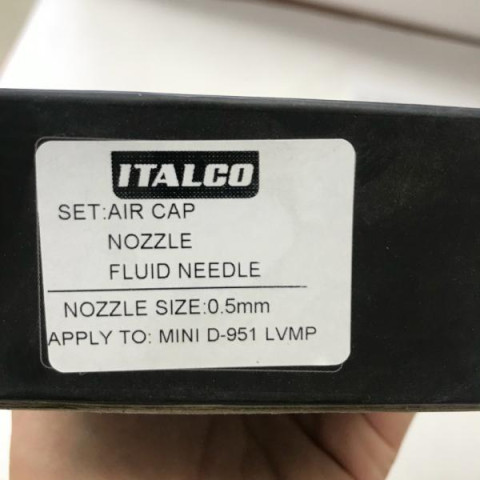 ITALCO
SET:AIR CAP
NOZZLE
FLUID NEEDLE
NOZZLE SIZE:0.5mm
APPLY TO: MINI D-951 LVMP